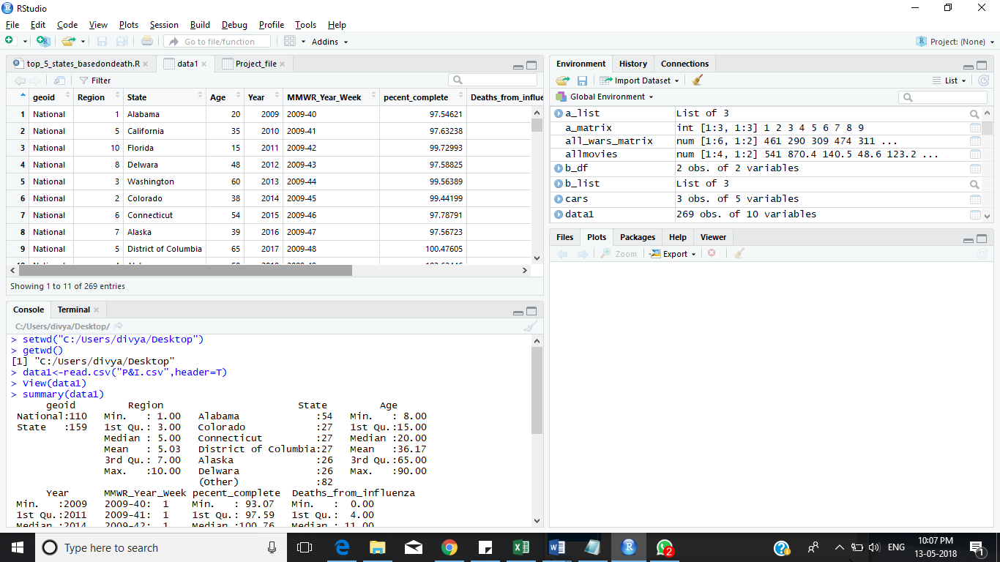 RStudio
File Edit Code View Plots Session Build Debug Profile Tools Help
Go to file/function Addins Project: (None)
top_5_states_basedondeath.R data1 Project_file
Filter
geoid Region State Age Year MMWR_Year_Week pecent_complete Deaths_from_influe
1 National 1 Alabama 20 2009 2009-40 97.54621
2 National 5 California 35 2010 2009-41 97.63238
3 National 10 Florida 15 2011 2009-42 99.72993
4 National 8 Delwara 48 2012 2009-43 97.58825
5 National 3 Washington 60 2013 2009-44 99.56389
6 National 2 Colorado 38 2014 2009-45 99.44199
7 National 6 Connecticut 54 2015 2009-46 97.78791
8 National 7 Alaska 39 2016 2009-47 97.56723
9 National 5 District of Columbia 65 2017 2009-48 100.47605
Showing 1 to 11 of 269 entries
Console Terminal
C:/Users/divya/Desktop/
> setwd("C:/Users/divya/Desktop")
> getwd()
[1] "C:/Users/divya/Desktop"
> data1<-read.csv("P&I.csv",header=T)
> View(data1)
> summary(data1)
geoid Region State Age
National:110 Min. : 1.00 Alabama :54 Min. : 8.00
State :159 1st Qu.: 3.00 Colorado :27 1st Qu.:15.00
Median : 5.00 Connecticut :27 Median :20.00
Mean : 5.03 District of Columbia:27 Mean :36.17
3rd Qu.: 7.00 Alaska :26 3rd Qu.:65.00
Max. :10.00 Delwara :26 Max. :90.00
(Other) :82
Year MMWR_Year_Week pecent_complete Deaths_from_influenza
Min. :2009 2009-40: 1 Min. : 93.07 Min. : 0.00
1st Qu.:2011 2009-41: 1 1st Qu.: 97.59 1st Qu.: 4.00
Median :2014 2009-42: 1 Median :100.76 Median : 11.00
Environment History Connections
Import Dataset List
Global Environment
a_list List of 3
a_matrix int [1:3, 1:3] 1 2 3 4 5 6 7 8 9
all_wars_matrix num [1:6, 1:2] 461 290 309 474 311 ...
allmovies num [1:4, 1:2] 541 870.4 140.5 48.6 123.2 ...
b_df 2 obs. of 2 variables
b_list List of 3
cars 3 obs. of 5 variables
data1 269 obs. of 10 variables
Files Plots Packages Help Viewer
Zoom Export
Type here to search
2
ENG
10:07 PM
13-05-2018
1